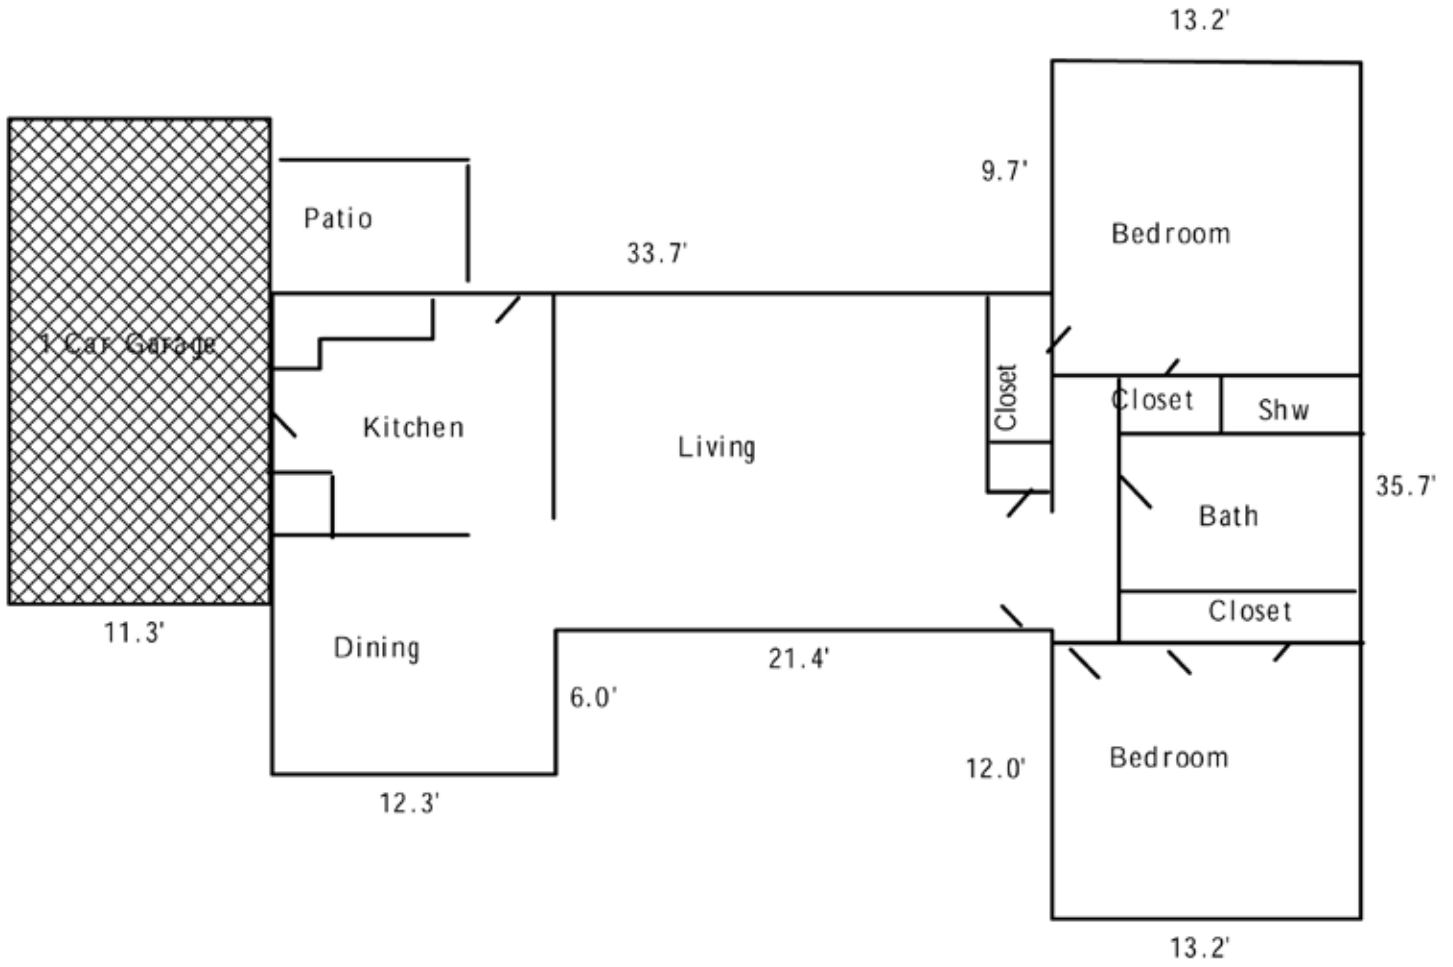 13.2'
9.7'
Bedroom
Patio
33.7'
1 Car Garage
Closet
Closet
Shw
Kitchen
Living
35.7'
Bath
Closet
11.3'
Dining
21.4'
6.0'
12.0'
Bedroom
12.3'
13.2'